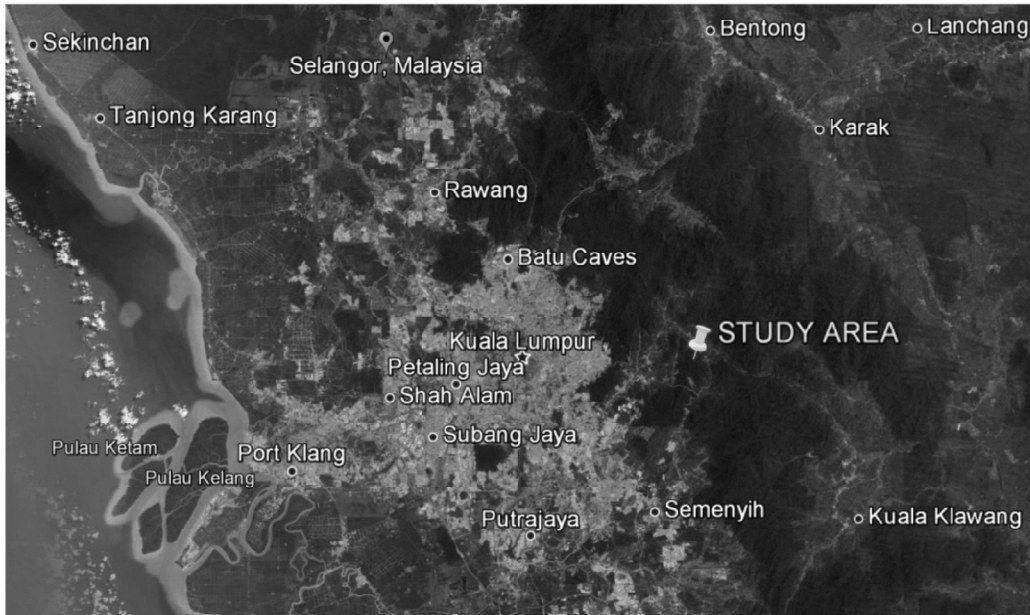 Bentong
Lanchang
Sekinchan
Selangor, Malaysia
Tanjong Karang
Karak
Rawang
Batu Caves
STUDY AREA
Kuala Lumpur
Petaling Jaya
Shah Alam
Subang Jaya
Pulau Ketam
Port Klang
Pulau Kelang
Semenyih
Putrajaya
Kuala Klawang